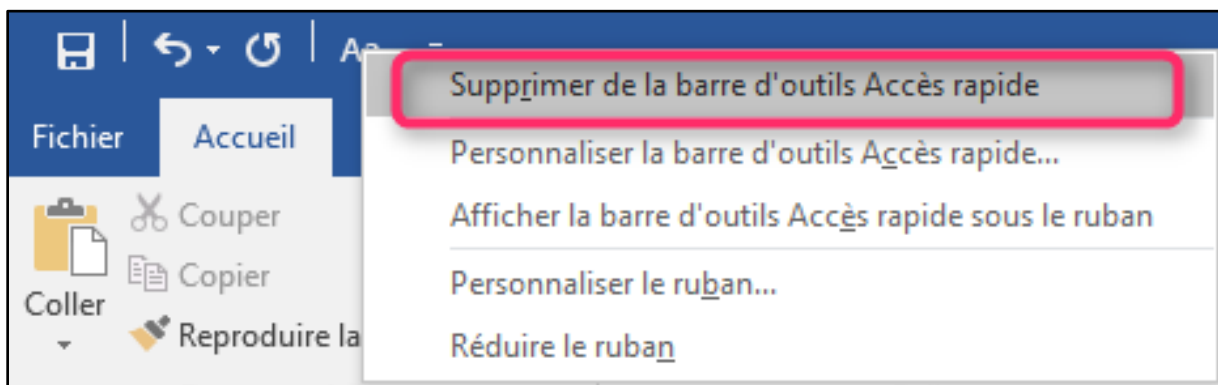 Supprimer de la barre d'outils Accès rapide
Fichier
Accueil
Personnaliser la barre d'outils Accès rapide...
Afficher la barre d'outils Accès rapide sous le ruban
Personnaliser le ruban...
Réduire le ruban
Coller
Couper
Copier
Reproduire la